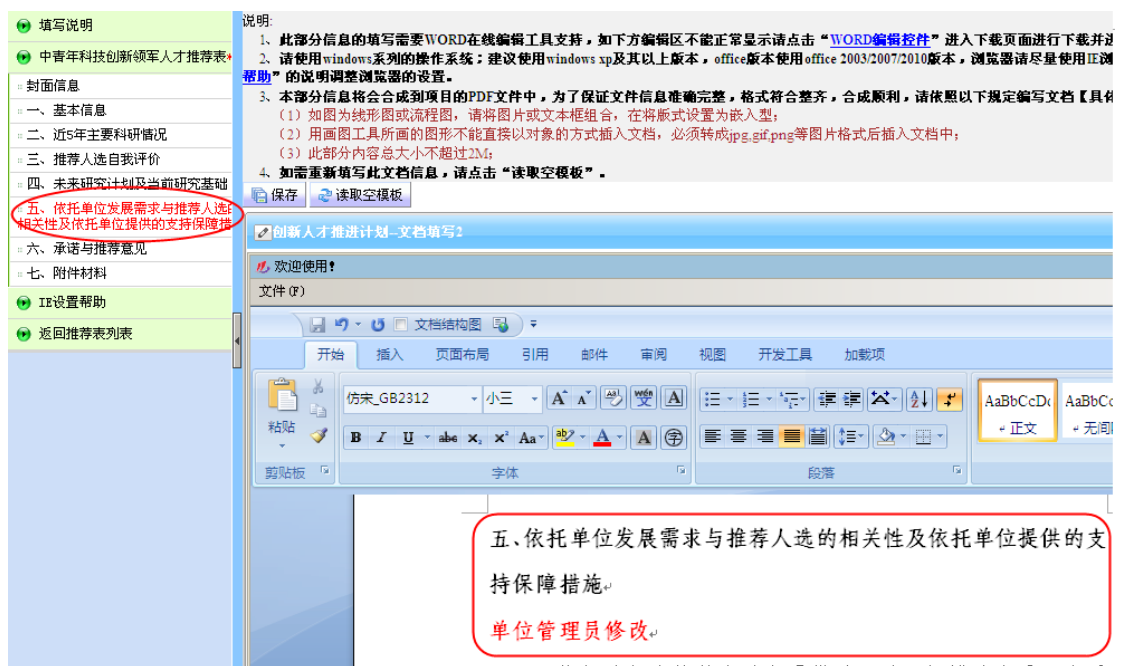 填写说明
中青年科技创新领军人才推荐表*
封面信息
一、基本信息
二、近5年主要科研情况
三、推荐人选自我评价
四、未来研究计划及当前研究基础
五、依托单位发展需求与推荐人选的
相关性及依托单位提供的支持保障措
六、承诺与推荐意见
七、附件材料
IE设置帮助
返回推荐表列表
说明:
1、此部分信息的填写需要WORD在线编辑工具支持，如下方编辑区不能正常显示请点击“WORD编辑控件”进入下载页面进行下载并
2、请使用windows系列的操作系统；建议使用windows xp及其以上版本，office版本使用office 2003/2007/2010版本，浏览器请尽量使用IE浏
帮助”的说明调整浏览器的设置。
3、本部分信息将会合成到项目的PDF文件中，为了保证文件信息准确完整，格式符合整齐，合成顺利，请依照以下规定编写文档【具体
（1）如图为线形图或流程图，请将图片或文本框组合，在将版式设置为嵌入型；
（2）用画图工具所画的图形不能直接以对象的方式插入文档，必须转成jpg,gif,png等图片格式后插入文档中；
（3）此部分内容总大小不超过2M；
4、如需重新填写此文档信息，请点击“读取空模板”。
保存 读取空模板
创新人才推进计划--文档填写2
欢迎使用！
文件(F)
文档结构图
开始 插入 页面布局 引用 邮件 审阅 视图 开发工具 加载项
粘贴
仿宋_GB2312 小三 A A Aa wén 变 A
B I U abe x₂ x² Aa ab A A 字
AaBbCcDc AaBbCc
正文 无间
剪贴板 字体 段落
五、依托单位发展需求与推荐人选的相关性及依托单位提供的支
持保障措施
单位管理员修改